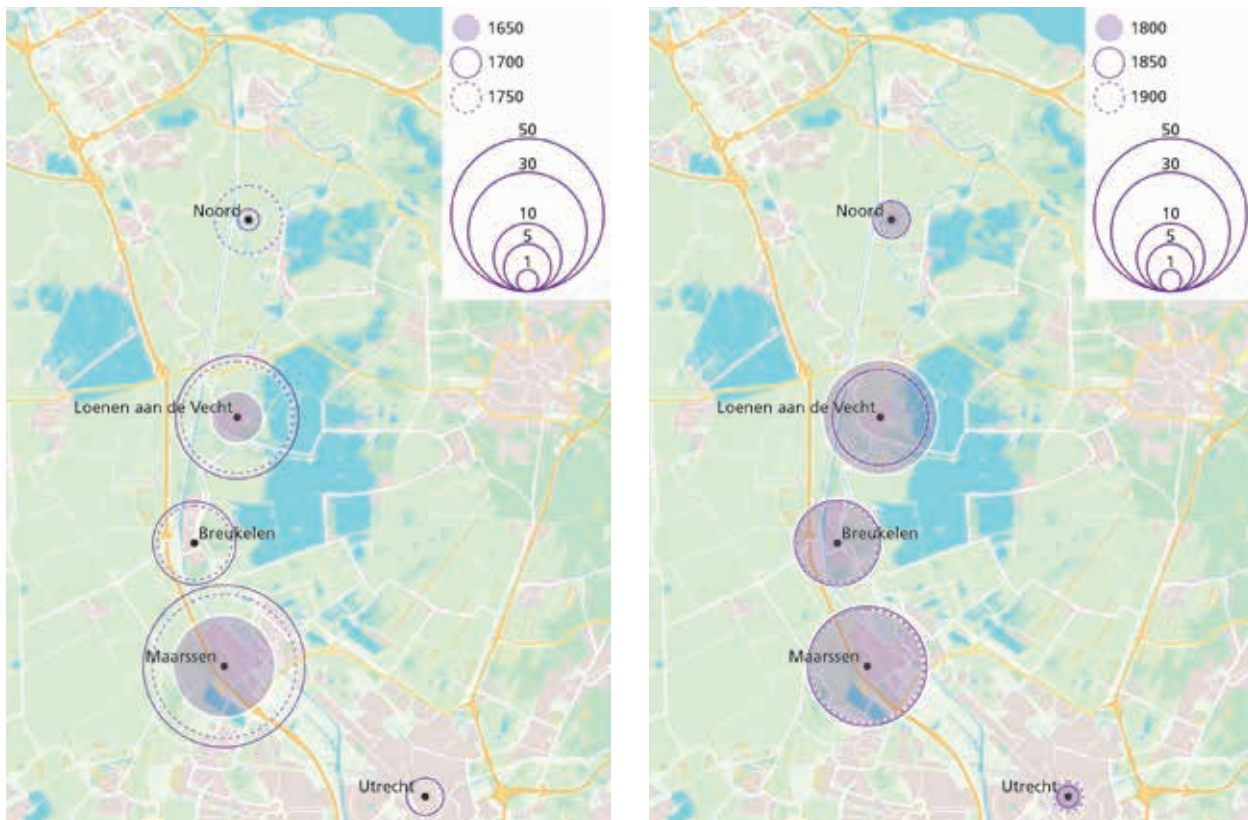 1650
1700
1750
50
30
10
5
1
Noord
Loenen aan de Vecht
Breukelen
Maarssen
Utrecht
1800
1850
1900
50
30
10
5
1
Noord
Loenen aan de Vecht
Breukelen
Maarssen
Utrecht